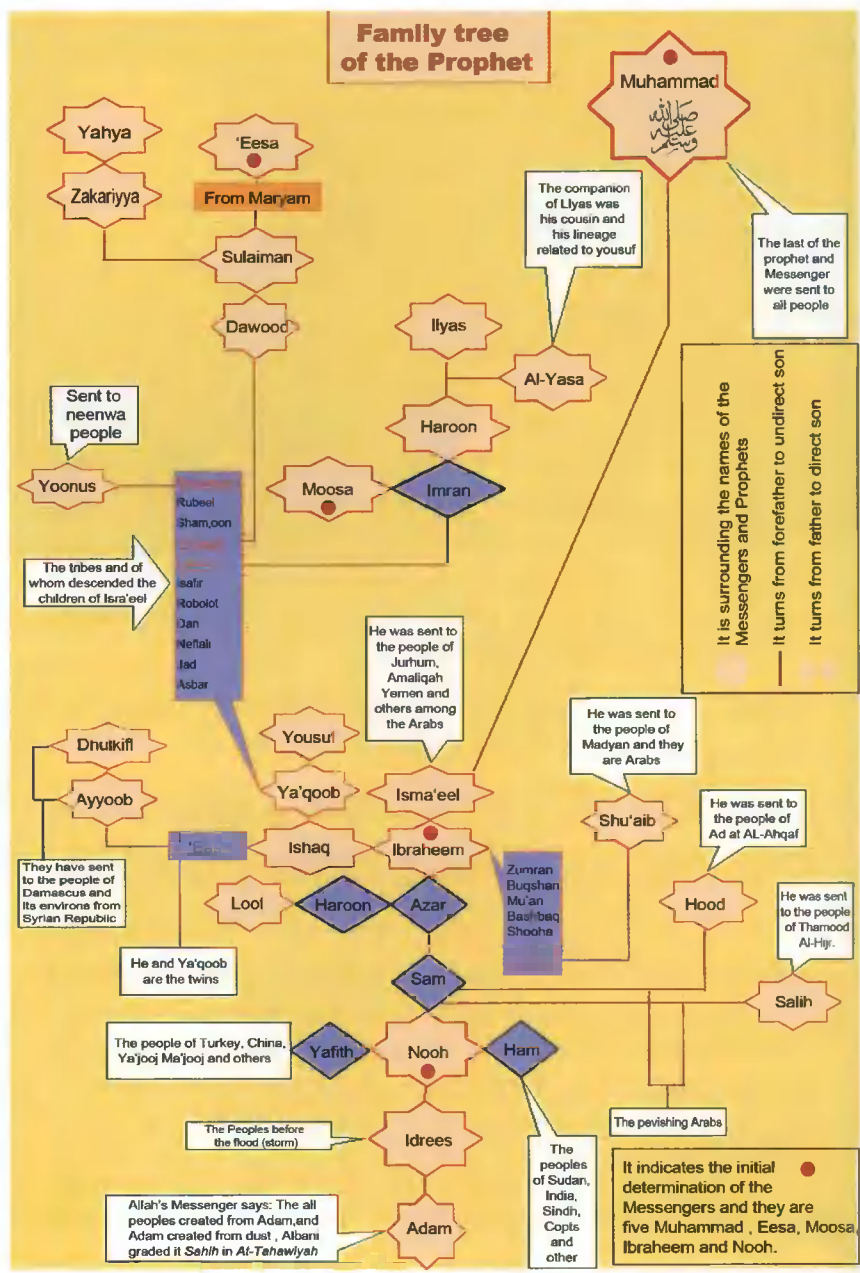 Family tree
of the Prophet
Muhammad
صلى الله
عليه
وسلم
Yahya
'Eesa
Zakariyya
From Maryam
The companion
of Llyas was
his cousin and
his lineage
related to yousuf
The last of the
prophet and
Messenger
were sent to
all people
Sulaiman
Dawood
Ilyas
Al-Yasa
Sent to
neenwa
people
Haroon
Yoonus
Moosa
Imran
Rubeel
Sham,oon
Isafir
Robolot
Dan
Neftali
Jad
Asbar
The tribes and of
whom descended the
children of Isra'eel
It is surrounding the names of the
Messengers and Prophets
It turns from forefather to undirect son
It turns from father to direct son
He was sent to
the people of
Jurhum,
Amaliqah
Yemen and
others among
the Arabs
He was sent to
the people of
Madyan and they
are Arabs
Dhulkifl
Yousuf
Ayyoob
Ya'qoob
Isma'eel
Shu'aib
He was sent to
the people of
Ad at AL-Ahqaf
They have sent
to the people of
Damascus and
Its environs from
Syrian Republic
Ishaq
Ibraheem
Zumran
Buqshan
Mu'an
Bashbaq
Shooha
Loot
Haroon
Azar
Hood
He was sent
to the people
of Thamood
Al-Hijr.
He and Ya'qoob
are the twins
Sam
Salih
The people of Turkey, China,
Ya'jooj Ma'jooj and others
Yafith
Nooh
Ham
The pevishing Arabs
The Peoples before
the flood (storm)
Idrees
The
peoples
of Sudan,
India,
Sindh,
Copts
and
other
Allah's Messenger says: The all
peoples created from Adam,and
Adam created from dust , Albani
graded it Sahih in At-Tahawiyah
Adam
It indicates the initial
determination of the
Messengers and they are
five Muhammad , Eesa, Moosa,
Ibraheem and Nooh.